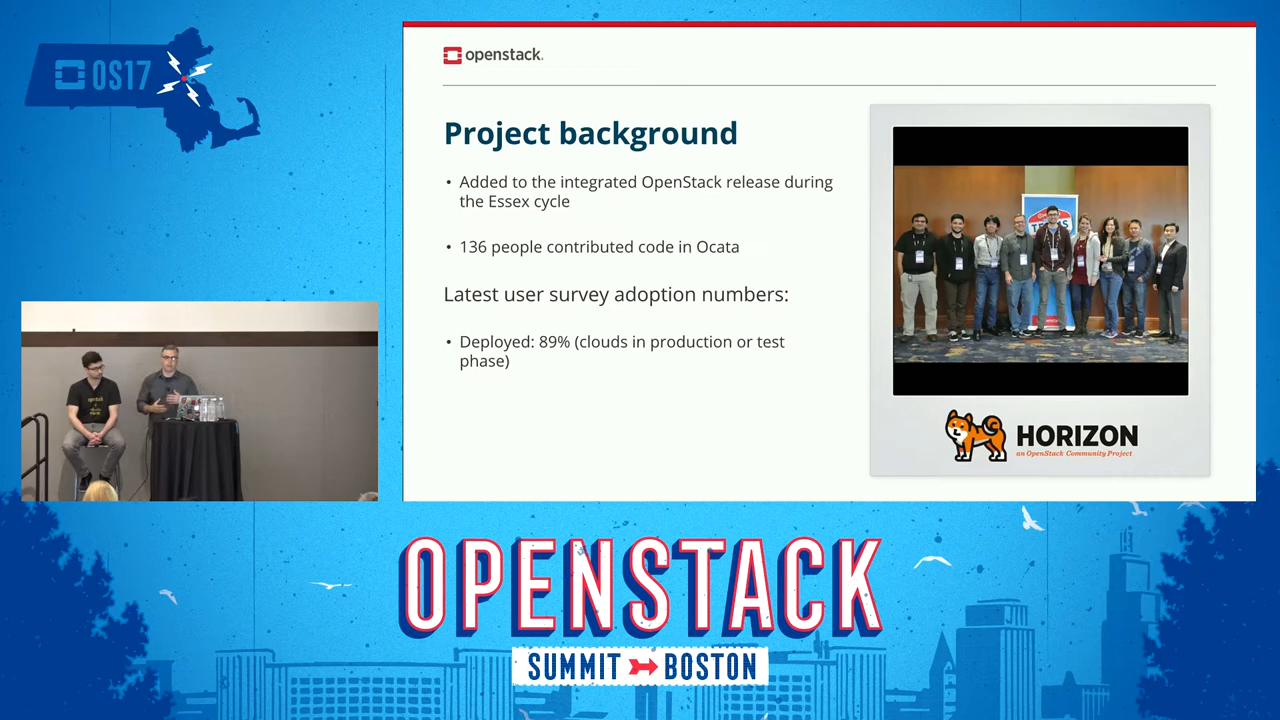 OS17
openstack.
Project background
• Added to the integrated OpenStack release during
the Essex cycle
• 136 people contributed code in Ocata
Latest user survey adoption numbers:
• Deployed: 89% (clouds in production or test
phase)
HORIZON
an OpenStack Community Project
OPENSTACK
SUMMIT BOSTON